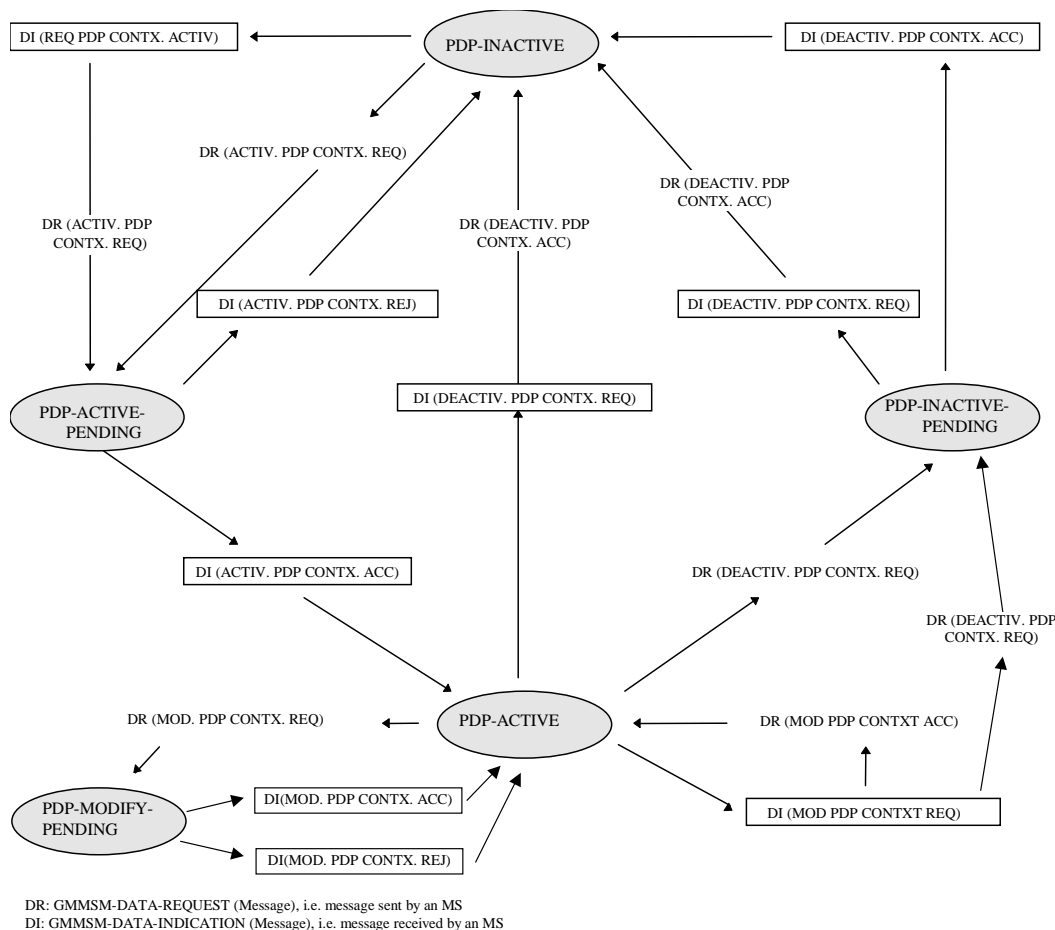 DI (REQ PDP CONTX. ACTIV)
PDP-INACTIVE
DI (DEACTIV. PDP CONTX. ACC)
DR (ACTIV. PDP CONTX. REQ)
DR (DEACTIV. PDP
CONTX. ACC)
DR (ACTIV. PDP
CONTX. REQ)
DR (DEACTIV. PDP
CONTX. ACC)
DI (ACTIV. PDP CONTX. REJ)
DI (DEACTIV. PDP CONTX. REQ)
PDP-ACTIVE-
PENDING
DI (DEACTIV. PDP CONTX. REQ)
PDP-INACTIVE-
PENDING
DI (ACTIV. PDP CONTX. ACC)
DR (DEACTIV. PDP CONTX. REQ)
DR (DEACTIV. PDP
CONTX. REQ)
DR (MOD. PDP CONTX. REQ)
PDP-ACTIVE
DR (MOD PDP CONTXT ACC)
PDP-MODIFY-
PENDING
DI(MOD. PDP CONTX. ACC)
DI (MOD PDP CONTXT REQ)
DI(MOD. PDP CONTX. REJ)
DR: GMMSM-DATA-REQUEST (Message), i.e. message sent by an MS
DI: GMMSM-DATA-INDICATION (Message), i.e. message received by an MS